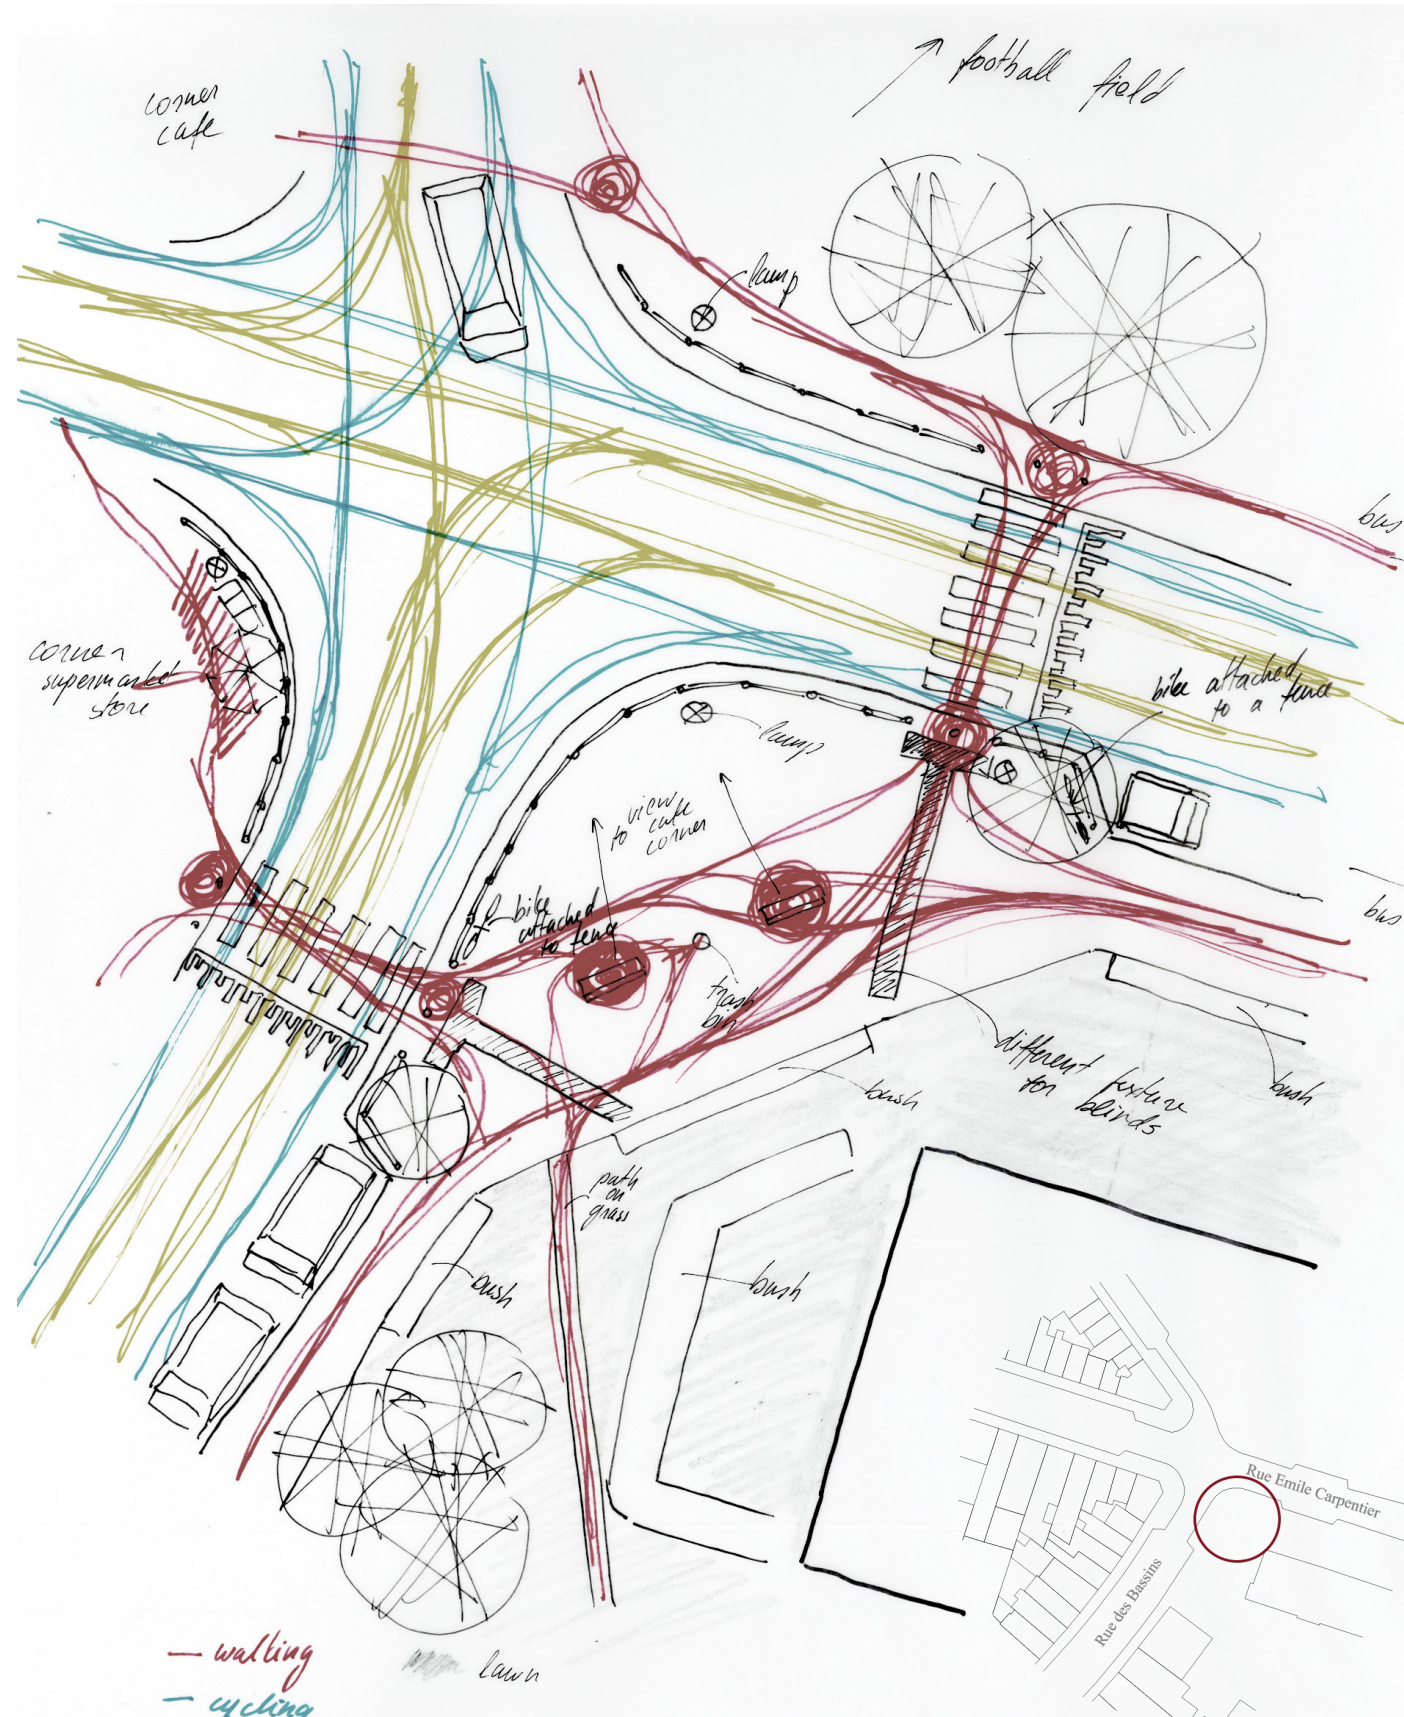 football field
corner
cafe
lamp
bus
corner
supermarket
store
bike attached
to a fence
lamp
view
to cafe
corner
bike
attached
to fence
bus
trash
bin
different texture
for blinds
bush
bush
path
on
grass
bush
bush
Rue Emile Carpentier
Rue des Bassins
walking
lawn
cycling